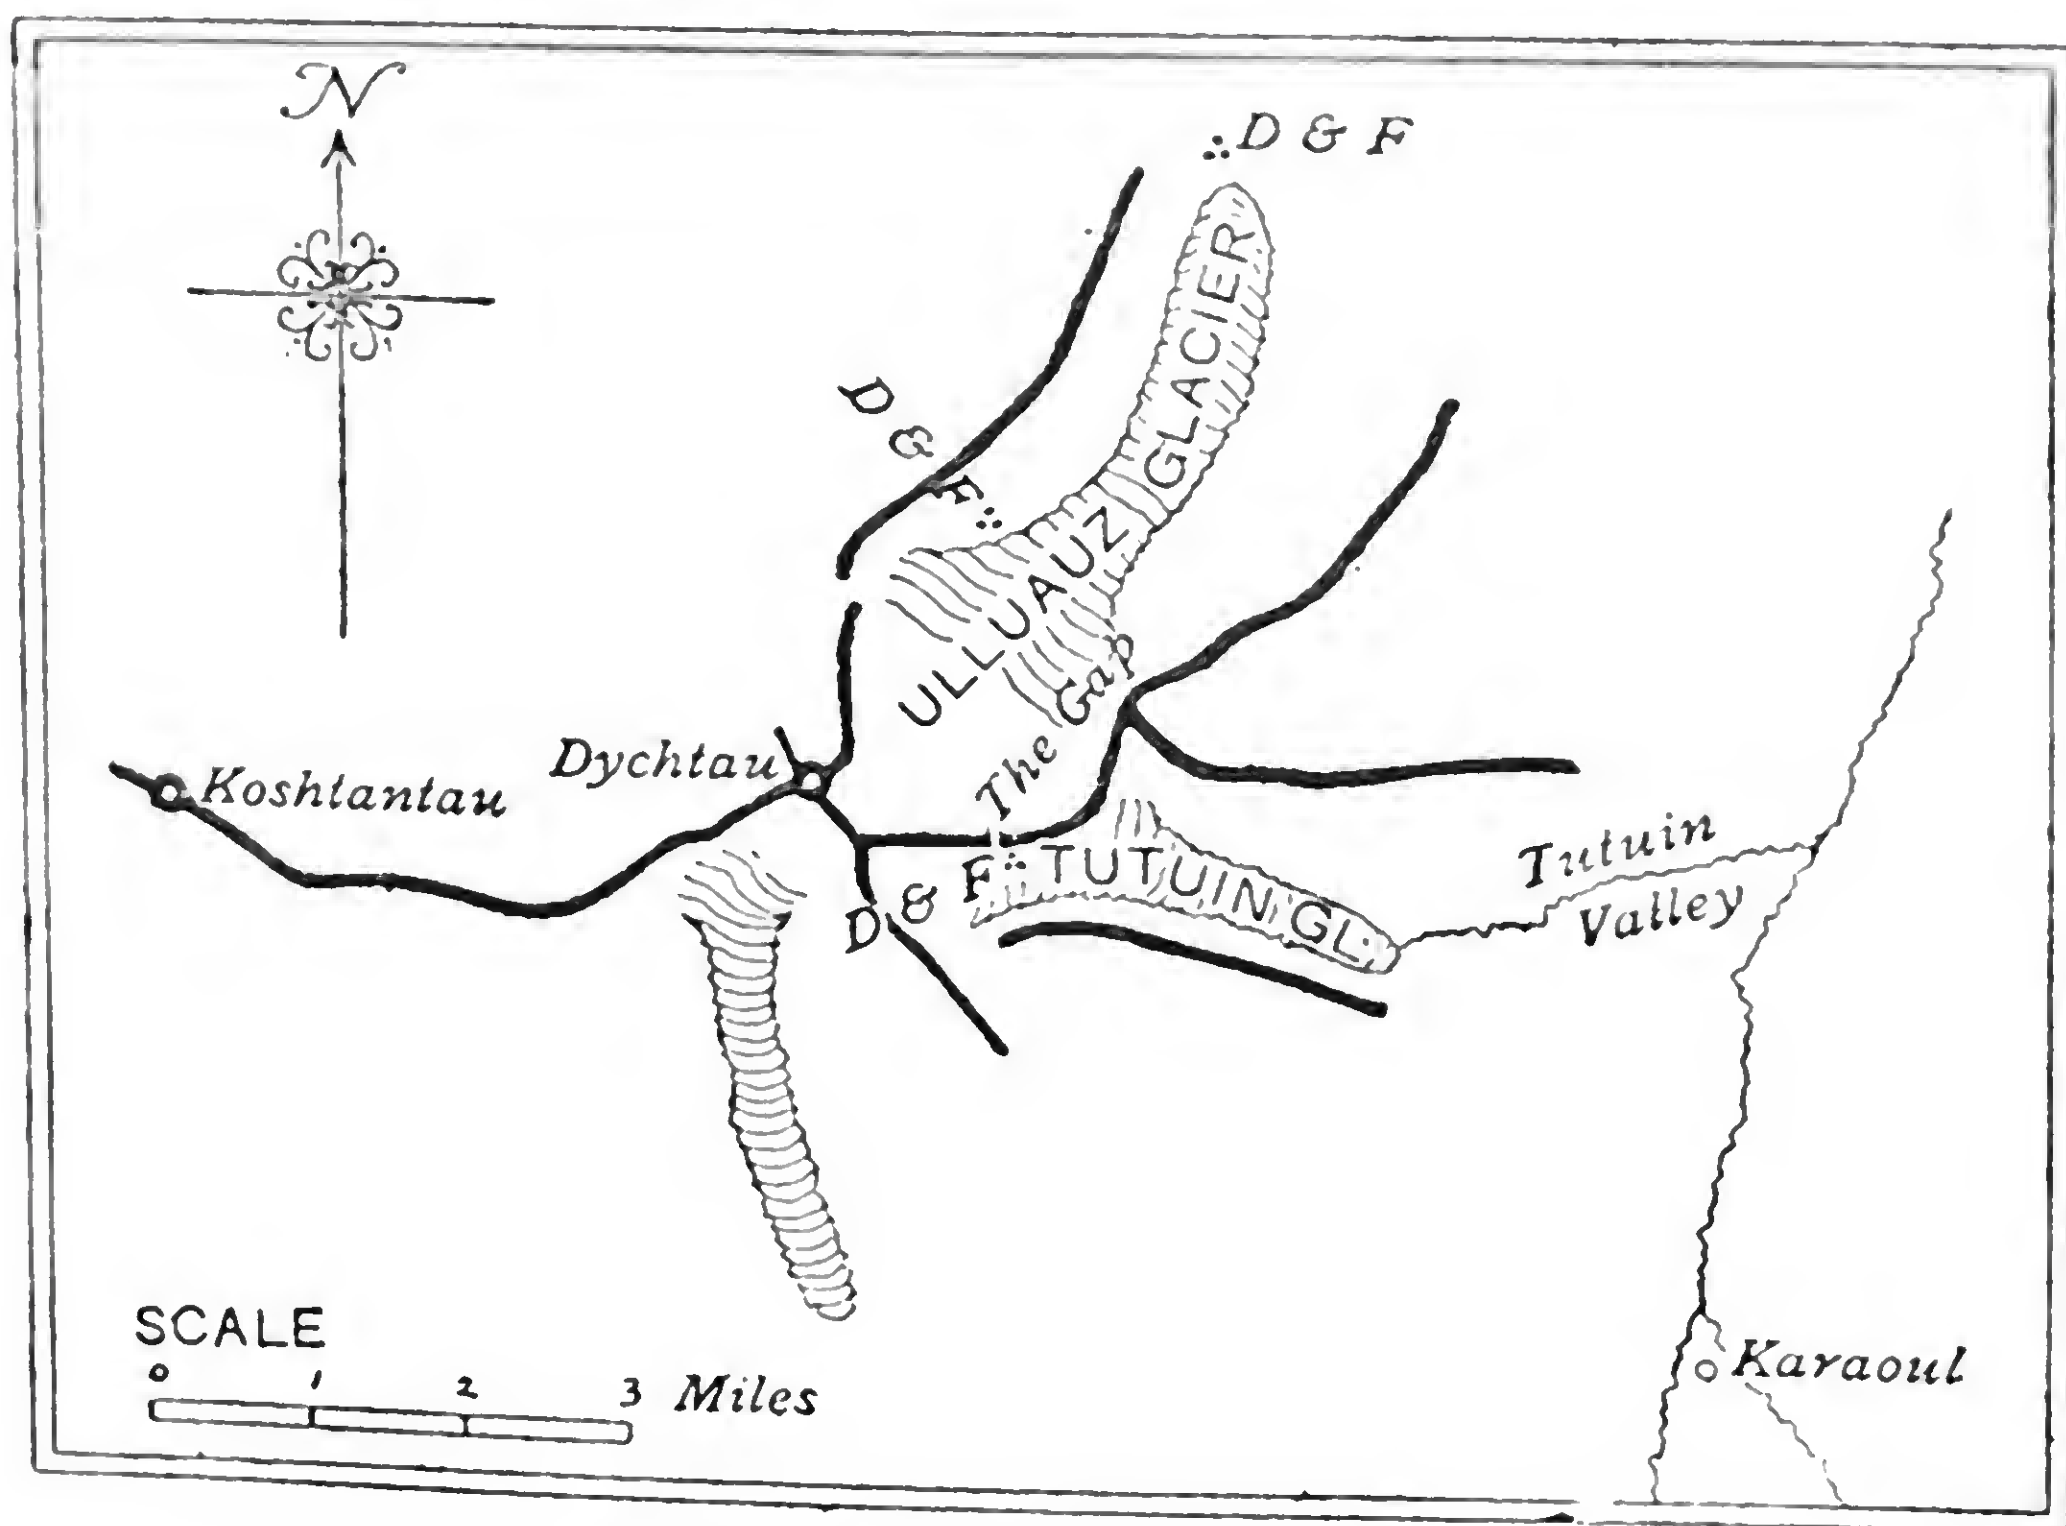 N
D & F
D & F
ULLUAUZ GLACIER
The Gap
Dychtau
Koshtantau
D & F
TUTUIN GL.
Tutuin
Valley
SCALE
0 1 2 3 Miles
Karaoul